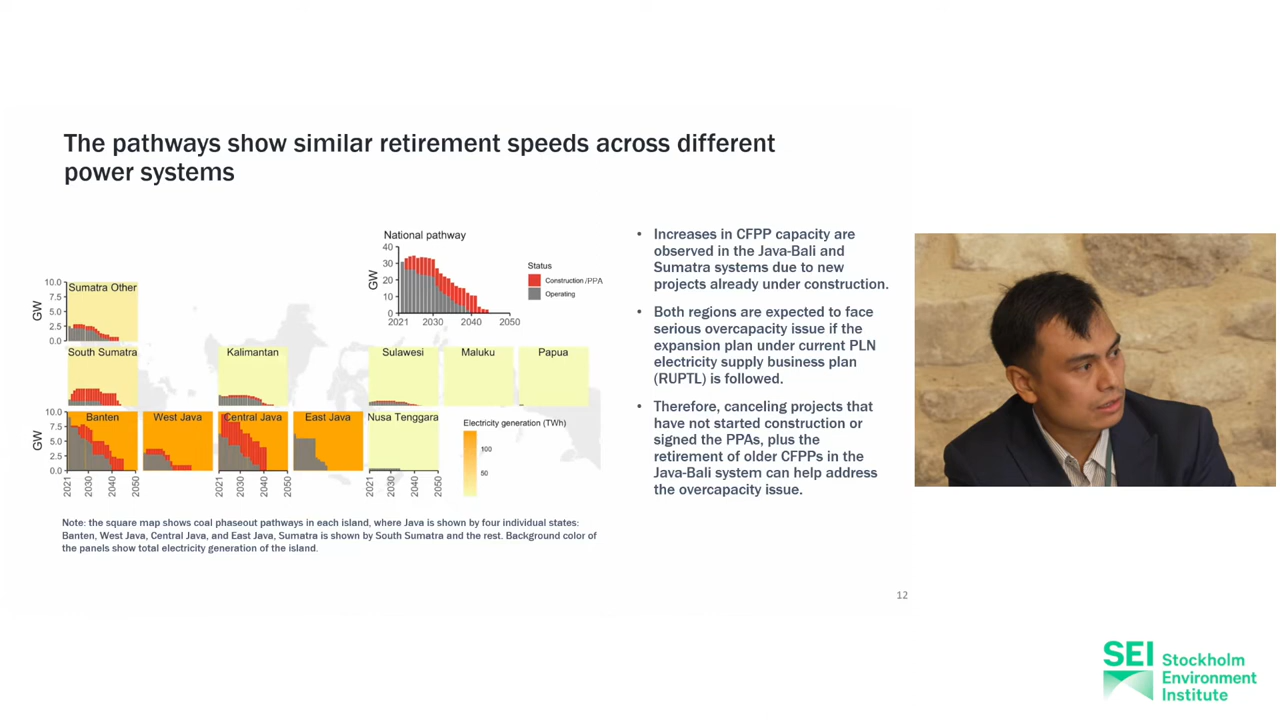 The pathways show similar retirement speeds across different
power systems
National pathway
40
30
20
10
0
GW
2021
2030
2040
2050
Status
Construction /PPA
Operating
10.0
7.5
5.0
2.5
0.0
GW
Sumatra Other
South Sumatra
Kalimantan
Sulawesi
Maluku
Papua
10.0
7.5
5.0
2.5
0.0
GW
Banten
West Java
Central Java
East Java
Nusa Tenggara
2021
2030
2040
2050
2021
2030
2040
2050
2021
2030
2040
2050
Electricity generation (TWh)
100
50
Note: the square map shows coal phaseout pathways in each island, where Java is shown by four individual states:
Banten, West Java, Central Java, and East Java, Sumatra is shown by South Sumatra and the rest. Background color of
the panels show total electricity generation of the island.
• Increases in CFPP capacity are
observed in the Java-Bali and
Sumatra systems due to new
projects already under construction.
• Both regions are expected to face
serious overcapacity issue if the
expansion plan under current PLN
electricity supply business plan
(RUPTL) is followed.
• Therefore, canceling projects that
have not started construction or
signed the PPAs, plus the
retirement of older CFPPs in the
Java-Bali system can help address
the overcapacity issue.
12
SEI Stockholm
Environment
Institute